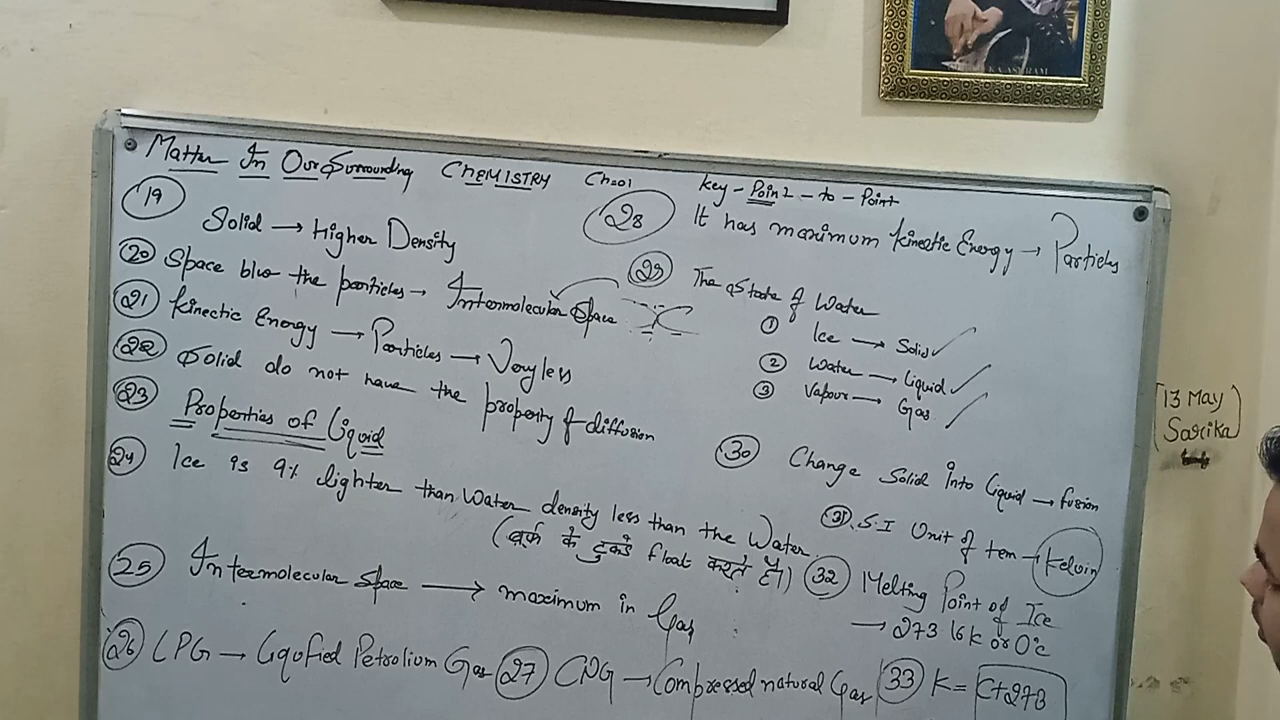 Matter In Our Surrounding CHEMISTRY Ch=01 Key - Point - to - Point
19 Solid → Higher Density
20 Space b/w the particles → Intermolecular Space
21 Kinectic Energy → Particles → Very less
22 Solid do not have the property of diffusion
23 Properties of Liquid
24 Ice is 9% lighter than Water density less than the Water.
(बर्फ के टुकडे float करते है।)
25 Intermolecular Space → maximum in Gas
26 LPG → Liqufied Petrolium Gas
27 CNG → Compressed natural Gas
28 It has maximum kinectic Energy → Particles
29 The State of Water
① Ice → Solid ✓
② Water → Liquid ✓
③ Vapour → Gas ✓
30 Change Solid into Liquid → fusion
31. S.I Unit of tem → Kelvin
32 Melting Point of Ice
→ 273 16 K or 0°c
33 K = C+273
[13 May
Sarika]